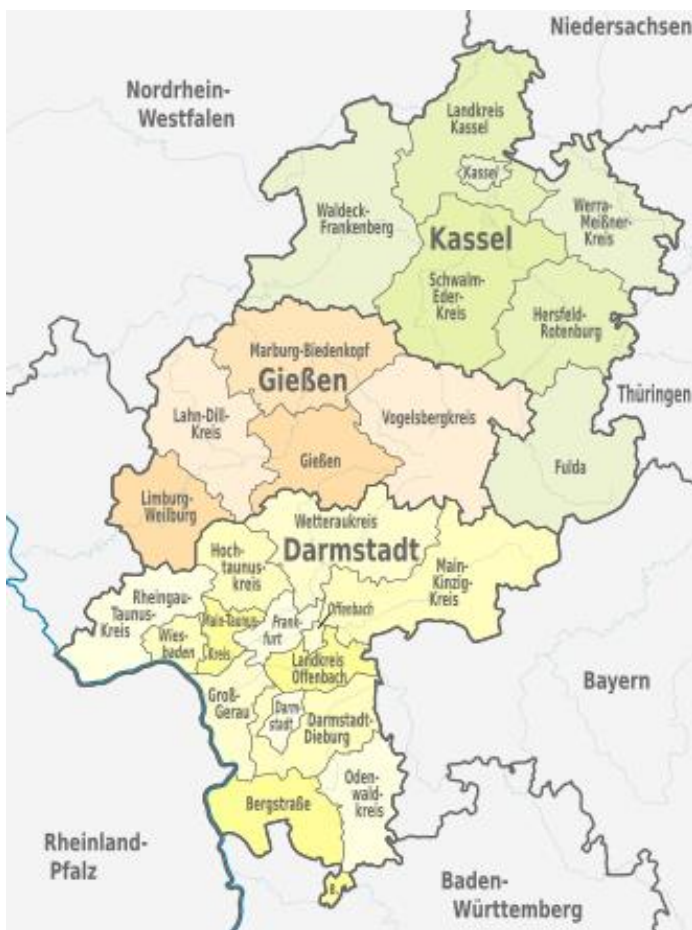 Niedersachsen
Nordrhein-
Westfalen
Landkreis
Kassel
Kassel
Waldeck-
Frankenberg
Werra-
Meißner-
Kreis
Kassel
Schwalm-
Eder-
Kreis
Hersfeld-
Rotenburg
Marburg-Biedenkopf
Gießen
Thüringen
Lahn-Dill-
Kreis
Vogelsbergkreis
Gießen
Fulda
Limburg-
Weilburg
Wetteraukreis
Darmstadt
Hoch-
taunus-
kreis
Main-
Kinzig-
Kreis
Rheingau-
Taunus-
Kreis
Offenbach
Main-Taunus-
Kreis
Frank-
furt
Wies-
baden
Landkreis
Offenbach
Bayern
Groß-
Gerau
Darm-
stadt
Darmstadt-
Dieburg
Oden-
wald-
kreis
Bergstraße
Rheinland-
Pfalz
B.
Baden-
Württemberg